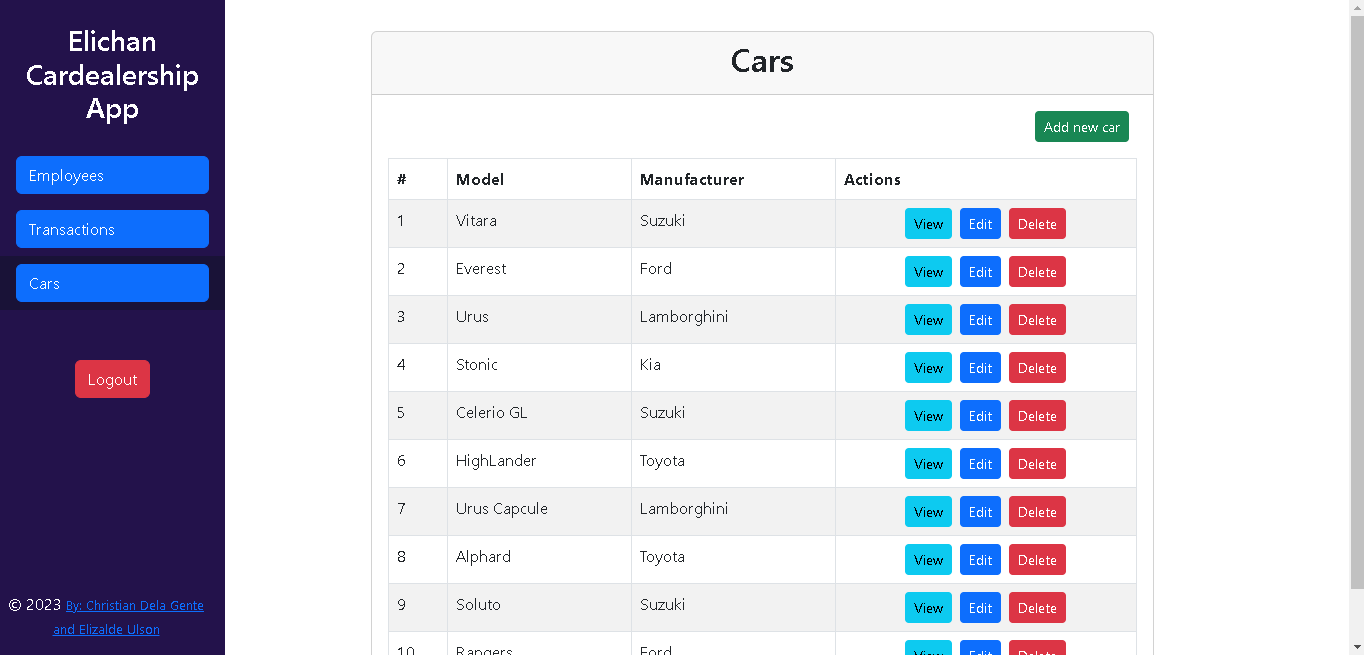 Elichan
Cardealership
App
Employees
Transactions
Cars
Logout
© 2023 By: Christian Dela Gente
and Elizalde Ulson
Cars
Add new car
# Model Manufacturer Actions
1 Vitara Suzuki View Edit Delete
2 Everest Ford View Edit Delete
3 Urus Lamborghini View Edit Delete
4 Stonic Kia View Edit Delete
5 Celerio GL Suzuki View Edit Delete
6 HighLander Toyota View Edit Delete
7 Urus Capcule Lamborghini View Edit Delete
8 Alphard Toyota View Edit Delete
9 Soluto Suzuki View Edit Delete
10 Rangers Ford View Edit Delete